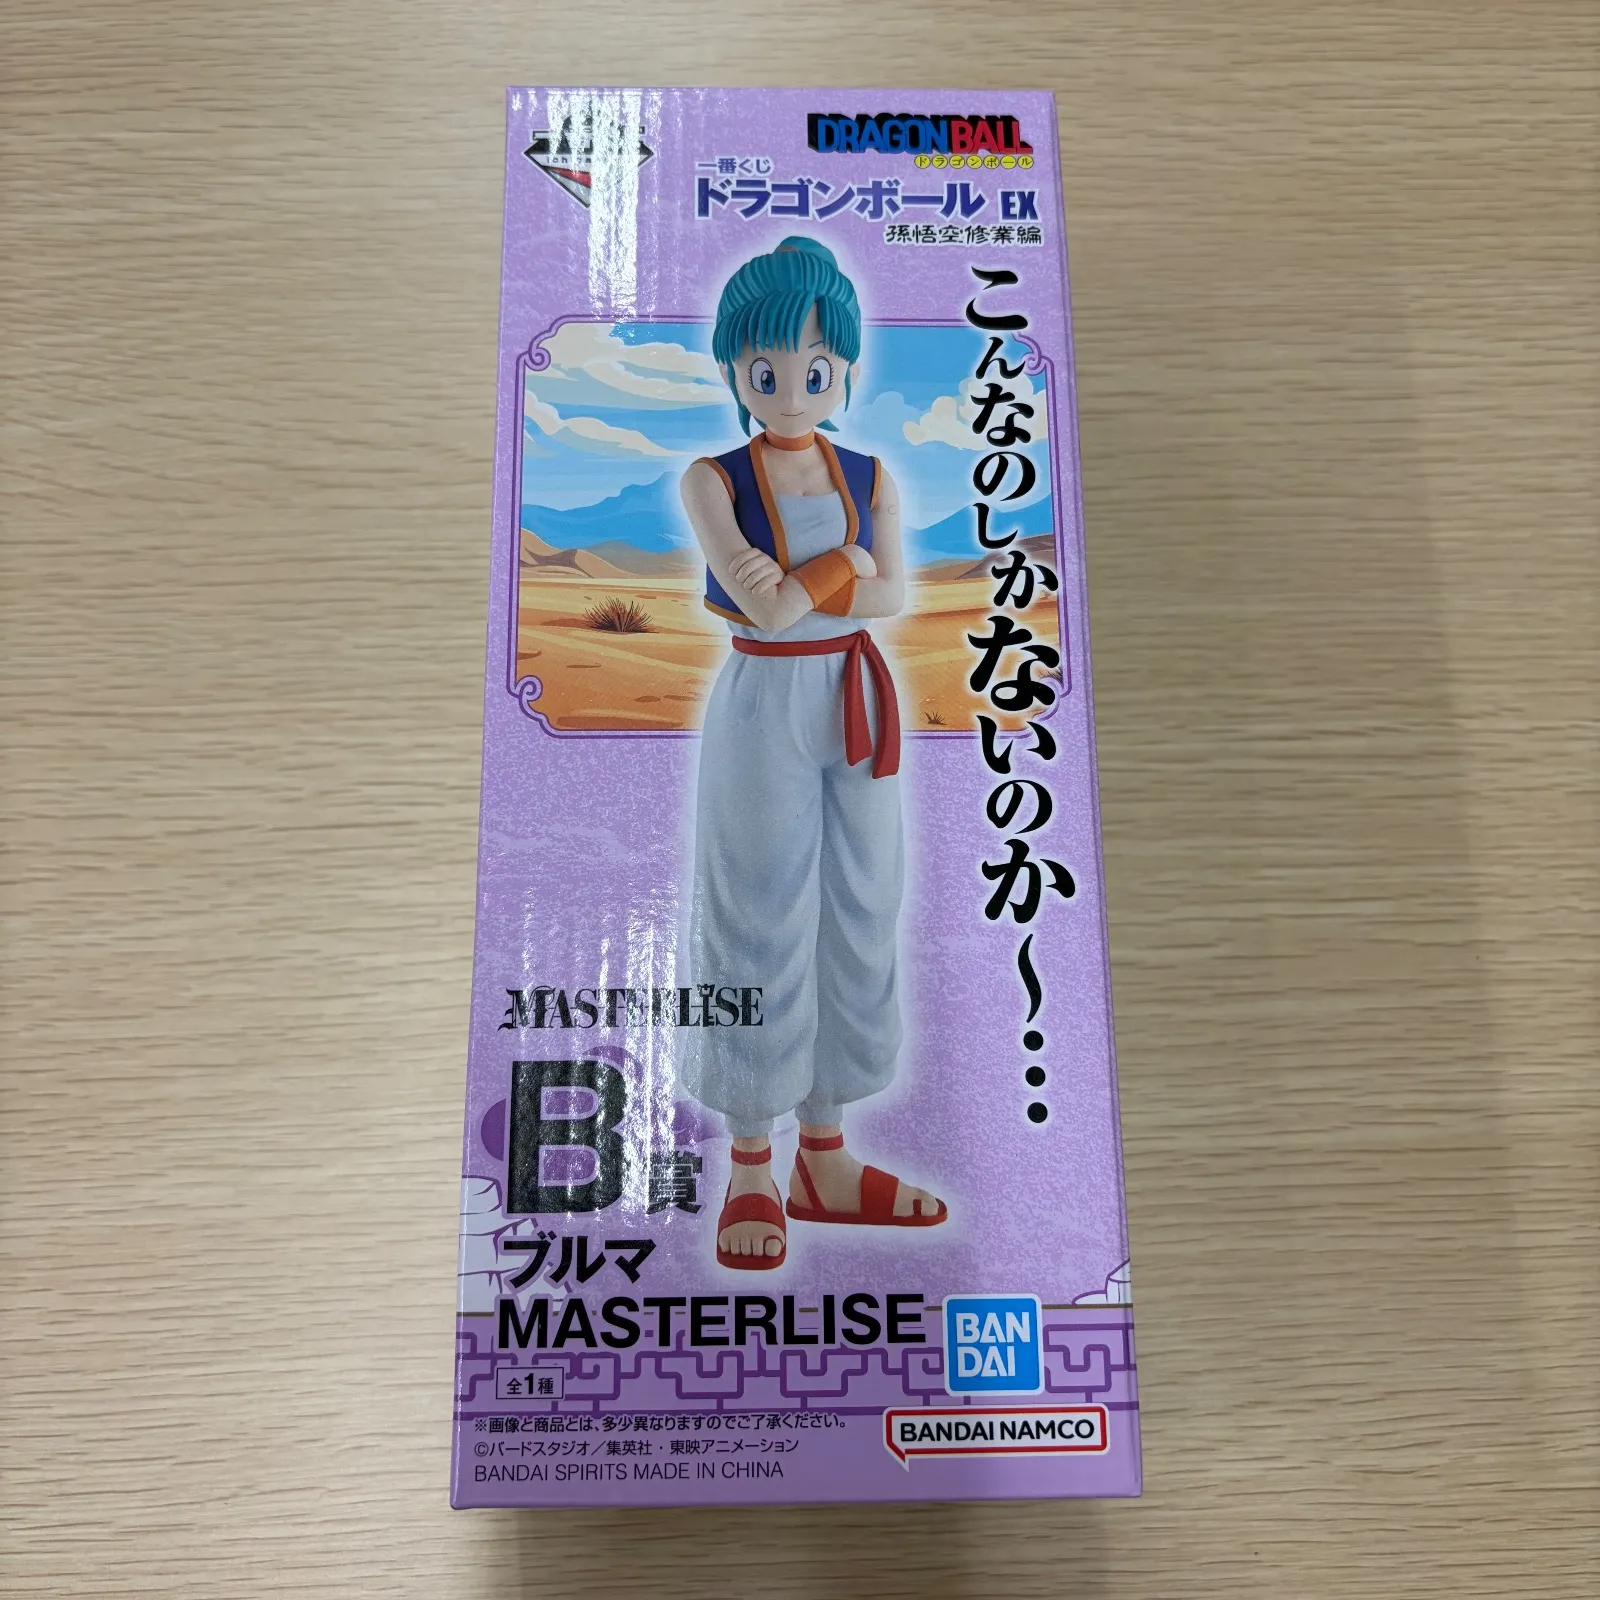 DRAGONBALL
ドラゴンボール
一番くじ
ドラゴンボール EX
孫悟空修業編
こんなのしかないのか〜…
MASTERLISE
B賞
ブルマ
MASTERLISE
全1種
BAN
DAI
※画像と商品とは、多少異なりますのでご了承ください。
©バードスタジオ／集英社・東映アニメーション
BANDAI SPIRITS MADE IN CHINA
BANDAI NAMCO